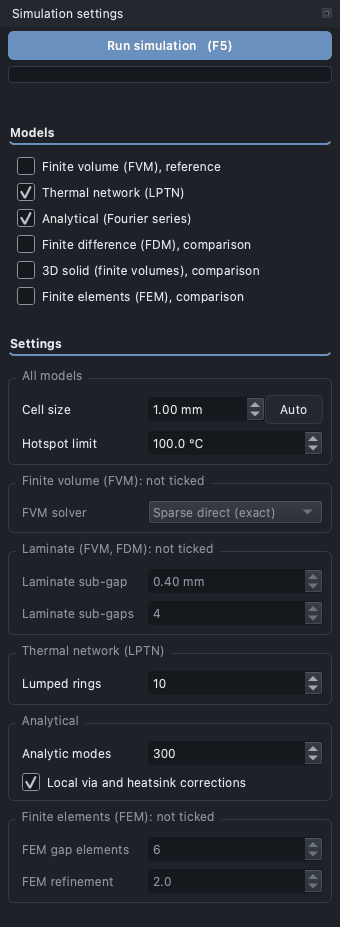 Simulation settings
Run simulation (F5)
Models
Finite volume (FVM), reference
Thermal network (LPTN)
Analytical (Fourier series)
Finite difference (FDM), comparison
3D solid (finite volumes), comparison
Finite elements (FEM), comparison
Settings
All models
Cell size 1.00 mm Auto
Hotspot limit 100.0 °C
Finite volume (FVM): not ticked
FVM solver Sparse direct (exact)
Laminate (FVM, FDM): not ticked
Laminate sub-gap 0.40 mm
Laminate sub-gaps 4
Thermal network (LPTN)
Lumped rings 10
Analytical
Analytic modes 300
Local via and heatsink corrections
Finite elements (FEM): not ticked
FEM gap elements 6
FEM refinement 2.0